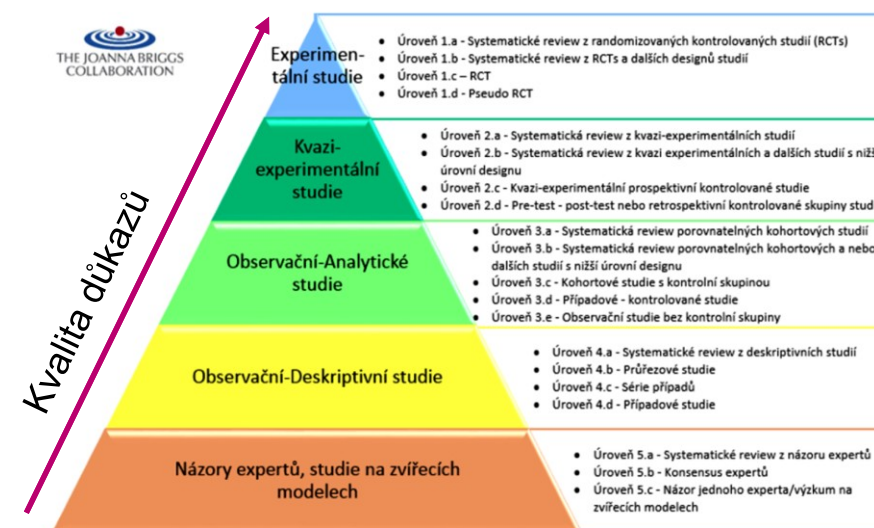 THE JOANNA BRIGGS
COLLABORATION
Kvalita důkazů
Experimen-
tální studie
• Úroveň 1.a - Systematické review z randomizovaných kontrolovaných studií (RCTs)
• Úroveň 1.b - Systematické review z RCTs a dalších designů studií
• Úroveň 1.c – RCT
• Úroveň 1.d - Pseudo RCT
Kvazi-
experimentální
studie
• Úroveň 2.a - Systematická review z kvazi-experimentálních studií
• Úroveň 2.b - Systematická review z kvazi experimentálních a dalších studií s nižš
úrovní designu
• Úroveň 2.c - Kvazi-experimentální prospektivní kontrolované studie
• Úroveň 2.d - Pre-test - post-test nebo retrospektivní kontrolované skupiny stud
Observační-Analytické
studie
• Úroveň 3.a - Systematická review porovnatelných kohortových studií
• Úroveň 3.b - Systematická review porovnatelných kohortových a nebo
dalších studií s nižší úrovní designu
• Úroveň 3.c - Kohortové studie s kontrolní skupinou
• Úroveň 3.d - Případové - kontrolované studie
• Úroveň 3.e - Observační studie bez kontrolní skupiny
Observační-Deskriptivní studie
• Úroveň 4.a - Systematické review z deskriptivních studií
• Úroveň 4.b - Průřezové studie
• Úroveň 4.c - Série případů
• Úroveň 4.d - Případové studie
Názory expertů, studie na zvířecích
modelech
• Úroveň 5.a - Systematické review z názoru expertů
• Úroveň 5.b - Konsensus expertů
• Úroveň 5.c - Názor jednoho experta/výzkum na
zvířecích modelech